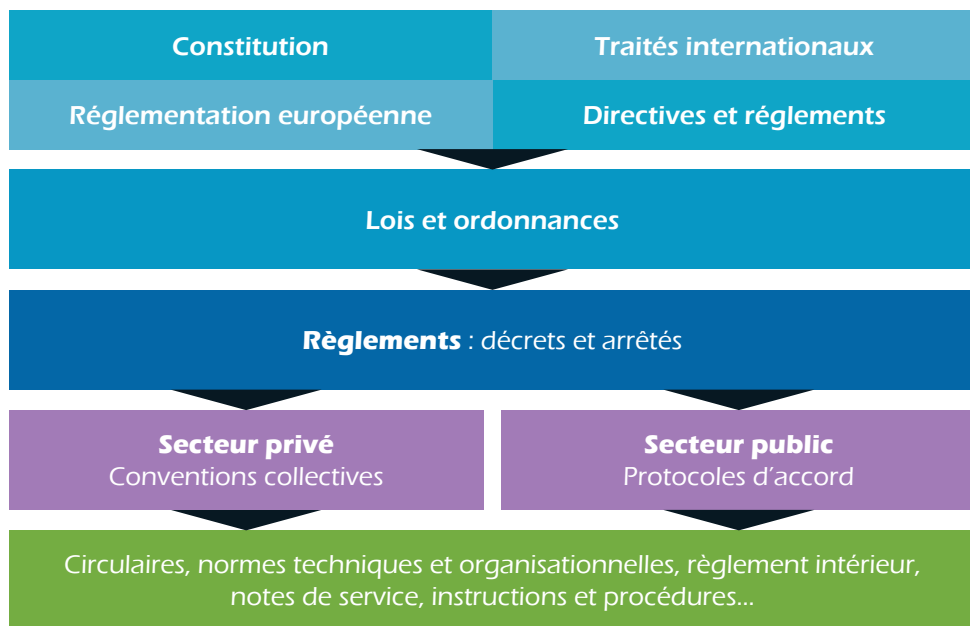 Constitution
Traités internationaux
Réglementation européenne
Directives et réglements
Lois et ordonnances
Règlements : décrets et arrêtés
Secteur privé
Conventions collectives
Secteur public
Protocoles d’accord
Circulaires, normes techniques et organisationnelles, règlement intérieur,
notes de service, instructions et procédures...